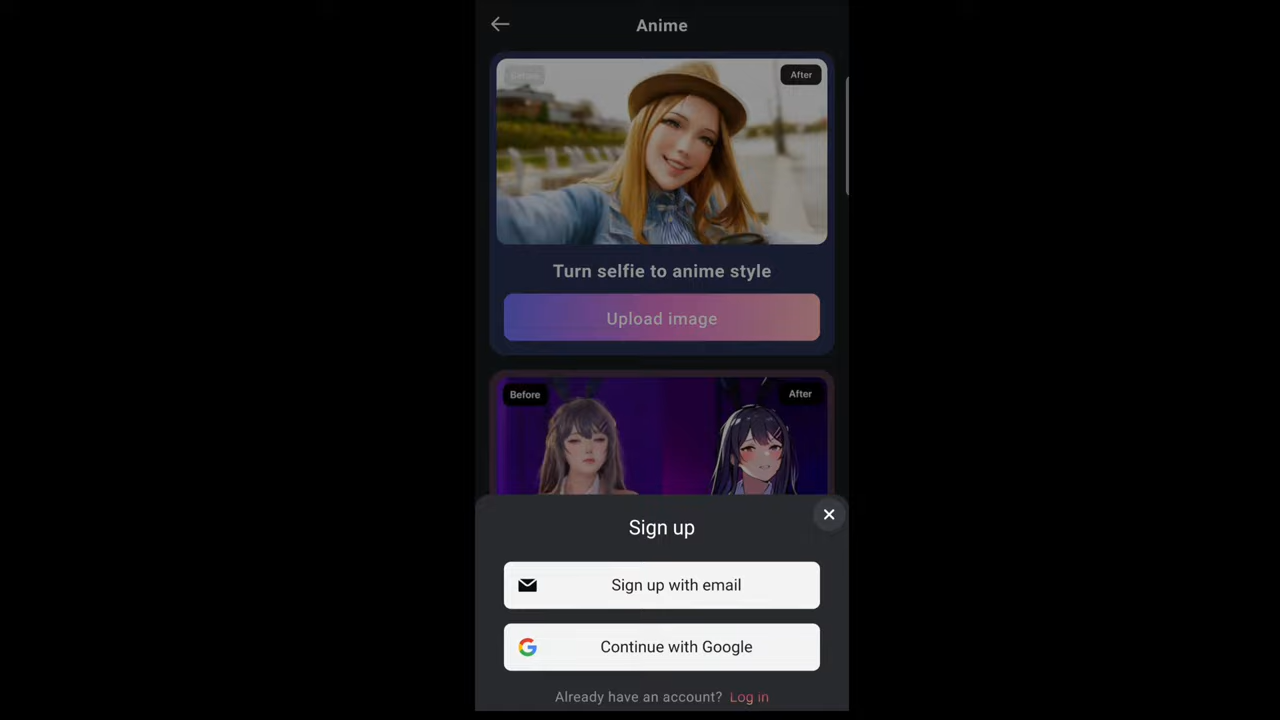 Anime
Before
After
Turn selfie to anime style
Upload image
Before
After
Sign up
Sign up with email
Continue with Google
Already have an account? Log in